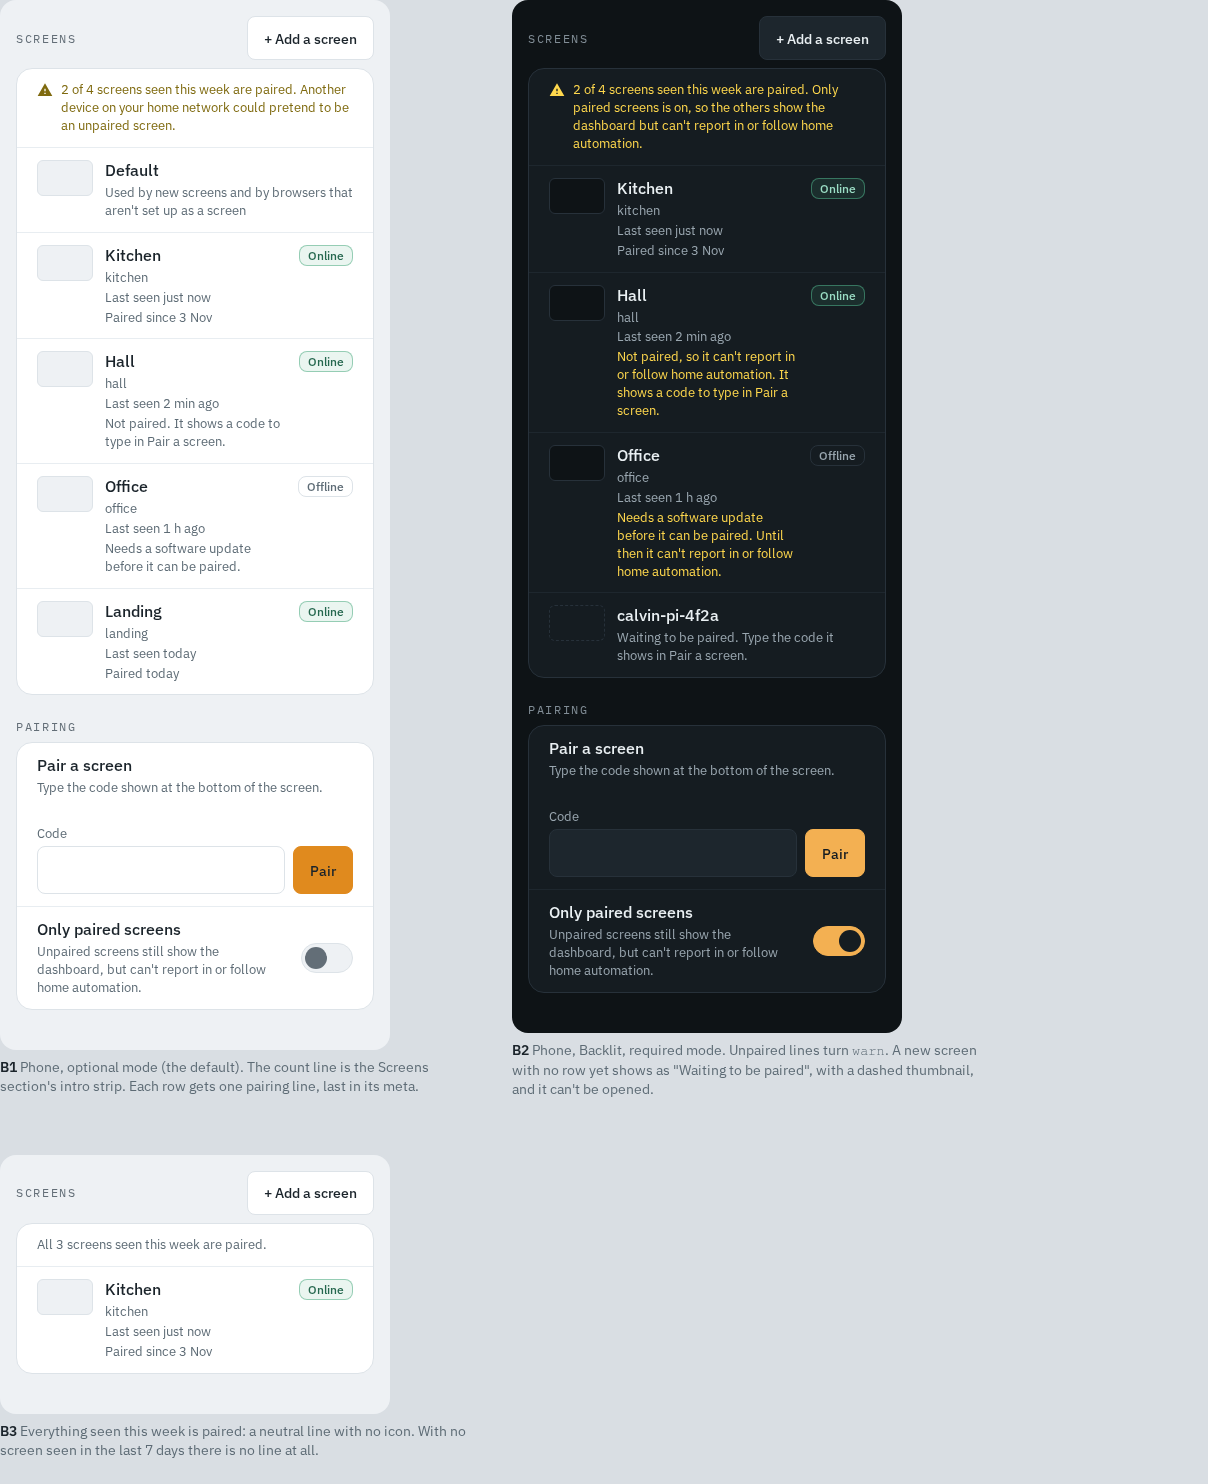 SCREENS
+ Add a screen
2 of 4 screens seen this week are paired. Another
device on your home network could pretend to be
an unpaired screen.
Default
Used by new screens and by browsers that
aren't set up as a screen
Kitchen
Online
kitchen
Last seen just now
Paired since 3 Nov
Hall
Online
hall
Last seen 2 min ago
Not paired. It shows a code to
type in Pair a screen.
Office
Offline
office
Last seen 1 h ago
Needs a software update
before it can be paired.
Landing
Online
landing
Last seen today
Paired today
PAIRING
Pair a screen
Type the code shown at the bottom of the screen.
Code
Pair
Only paired screens
Unpaired screens still show the
dashboard, but can't report in or follow
home automation.
B1 Phone, optional mode (the default). The count line is the Screens
section's intro strip. Each row gets one pairing line, last in its meta.
SCREENS
+ Add a screen
2 of 4 screens seen this week are paired. Only
paired screens is on, so the others show the
dashboard but can't report in or follow home
automation.
Kitchen
Online
kitchen
Last seen just now
Paired since 3 Nov
Hall
Online
hall
Last seen 2 min ago
Not paired, so it can't report in
or follow home automation. It
shows a code to type in Pair a
screen.
Office
Offline
office
Last seen 1 h ago
Needs a software update
before it can be paired. Until
then it can't report in or follow
home automation.
calvin-pi-4f2a
Waiting to be paired. Type the code it
shows in Pair a screen.
PAIRING
Pair a screen
Type the code shown at the bottom of the screen.
Code
Pair
Only paired screens
Unpaired screens still show the
dashboard, but can't report in or follow
home automation.
B2 Phone, Backlit, required mode. Unpaired lines turn warn. A new screen
with no row yet shows as "Waiting to be paired", with a dashed thumbnail,
and it can't be opened.
SCREENS
+ Add a screen
All 3 screens seen this week are paired.
Kitchen
Online
kitchen
Last seen just now
Paired since 3 Nov
B3 Everything seen this week is paired: a neutral line with no icon. With no
screen seen in the last 7 days there is no line at all.